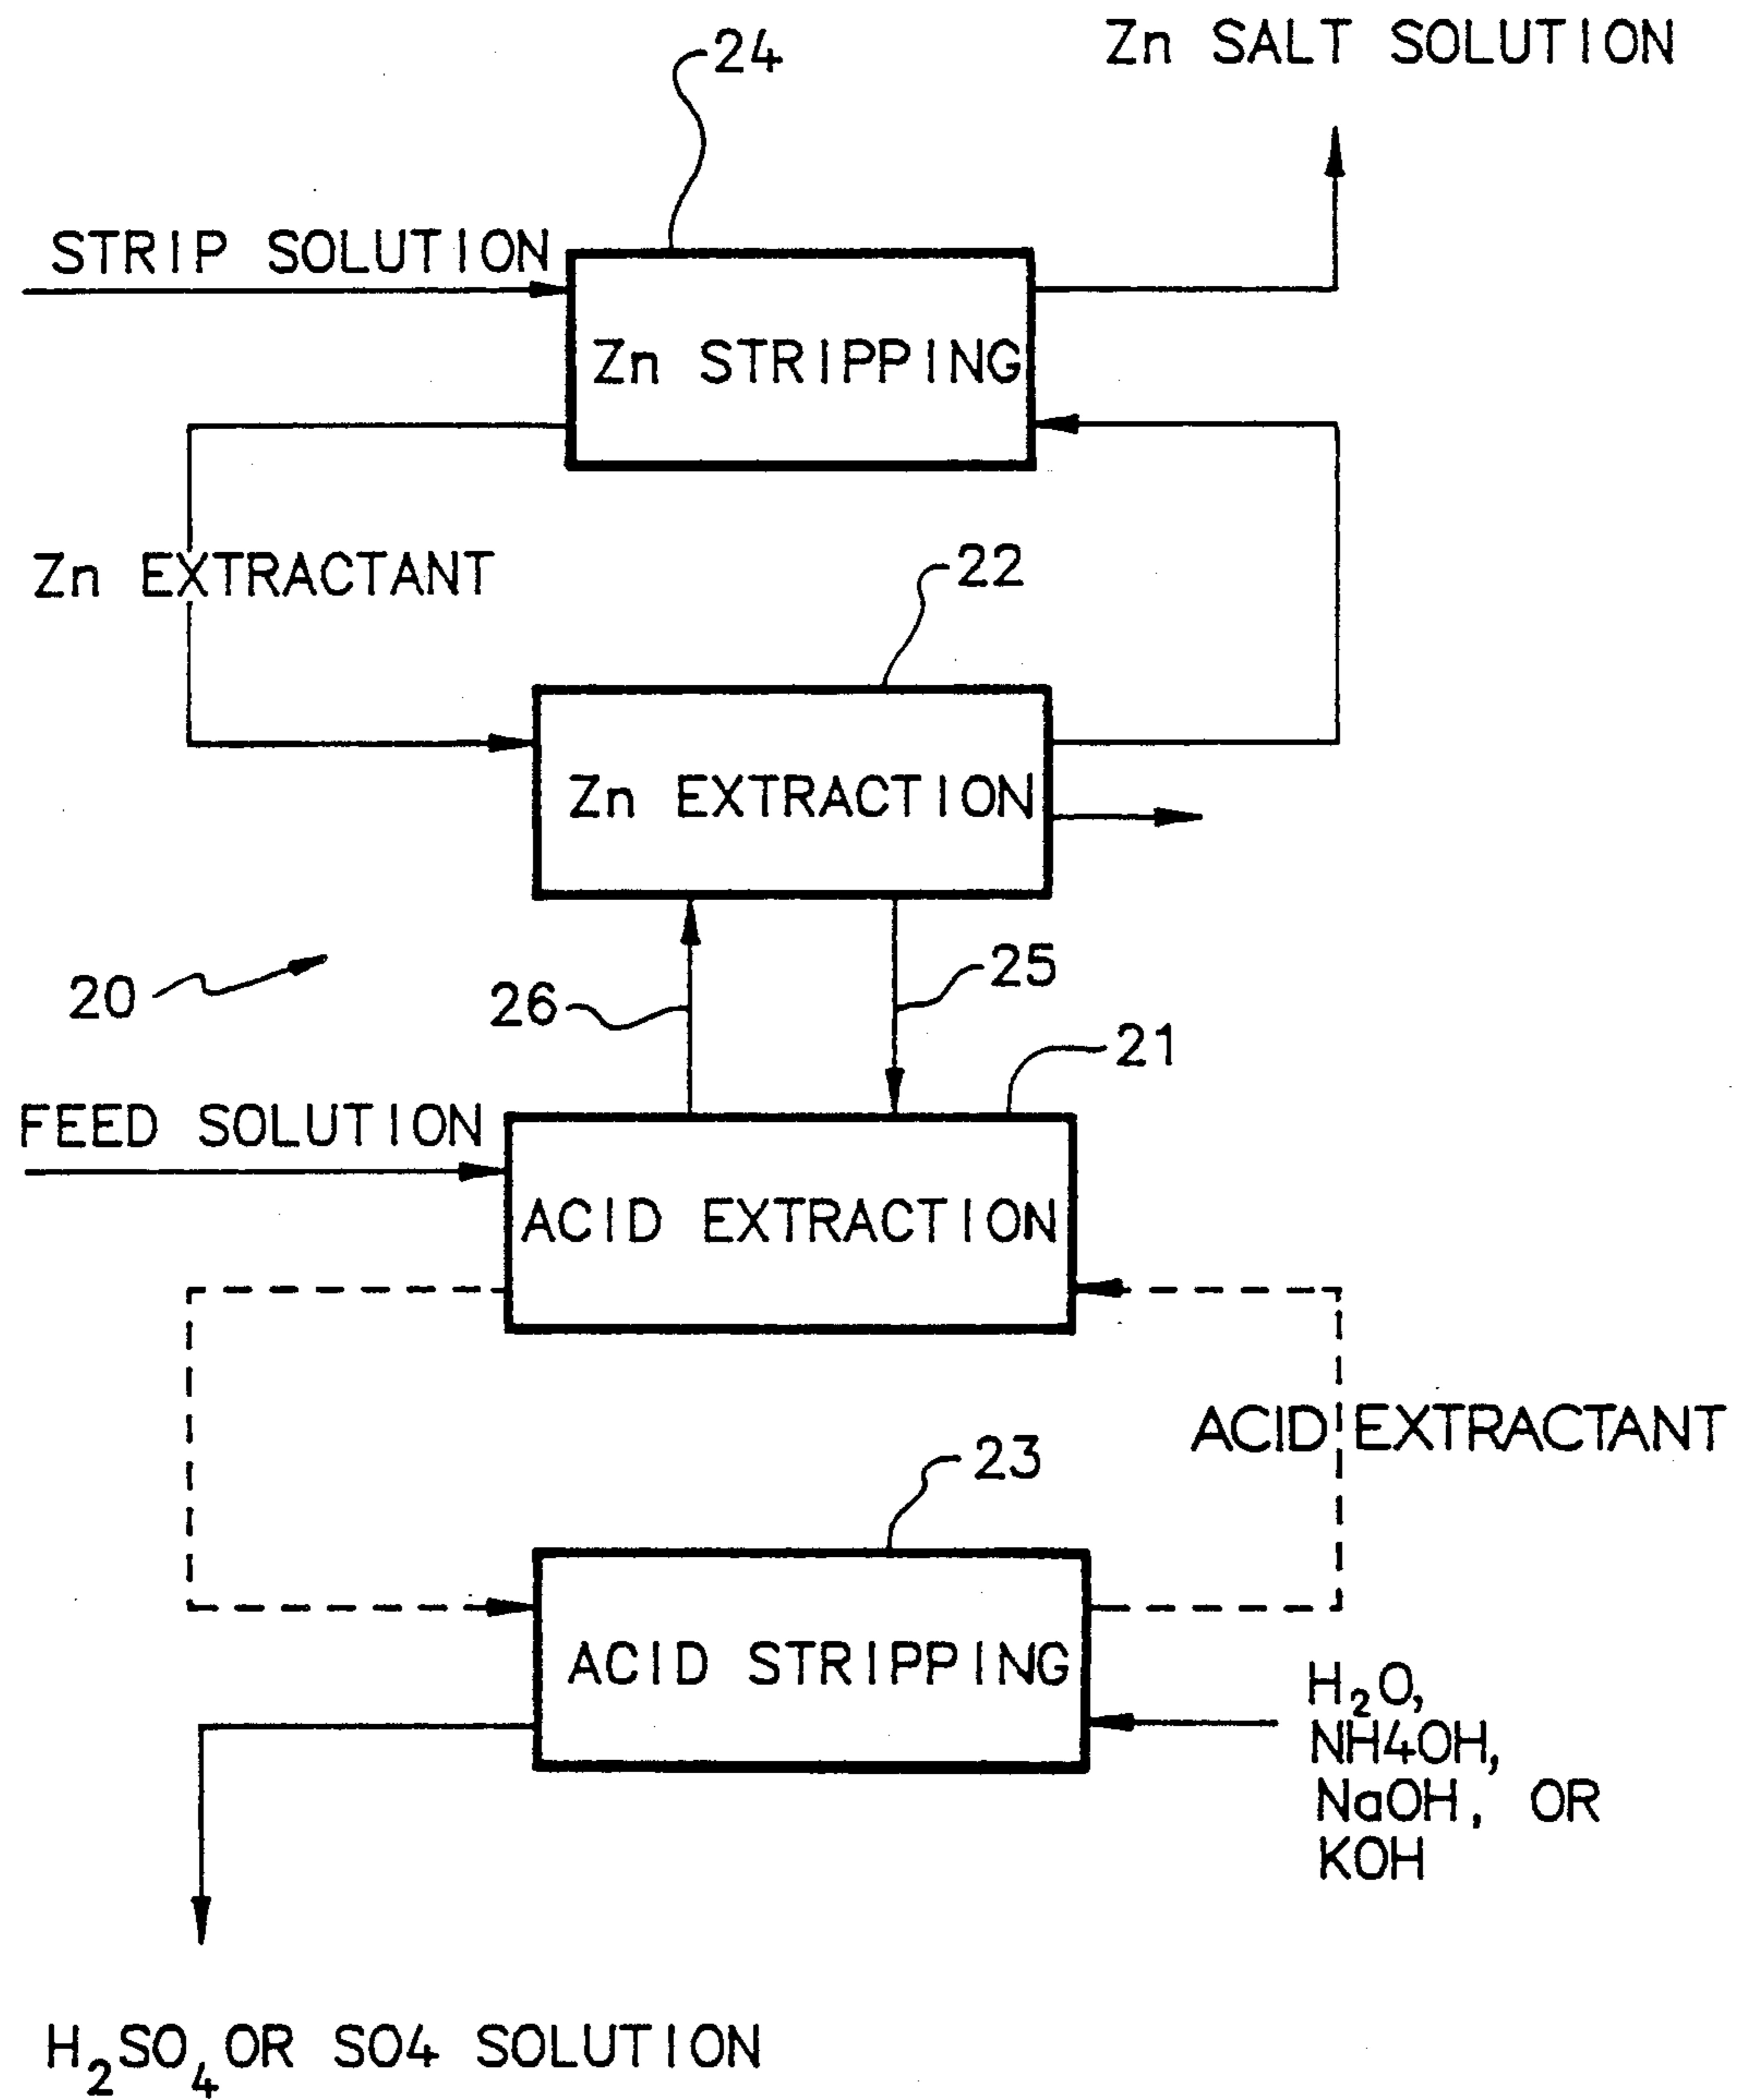 Zn SALT SOLUTION
24
STRIP SOLUTION
Zn STRIPPING
Zn EXTRACTANT
22
Zn EXTRACTION
20
26
25
21
FEED SOLUTION
ACID EXTRACTION
ACID EXTRACTANT
23
ACID STRIPPING
H₂O,
NH4OH,
NaOH, OR
KOH
H₂SO₄ OR SO4 SOLUTION